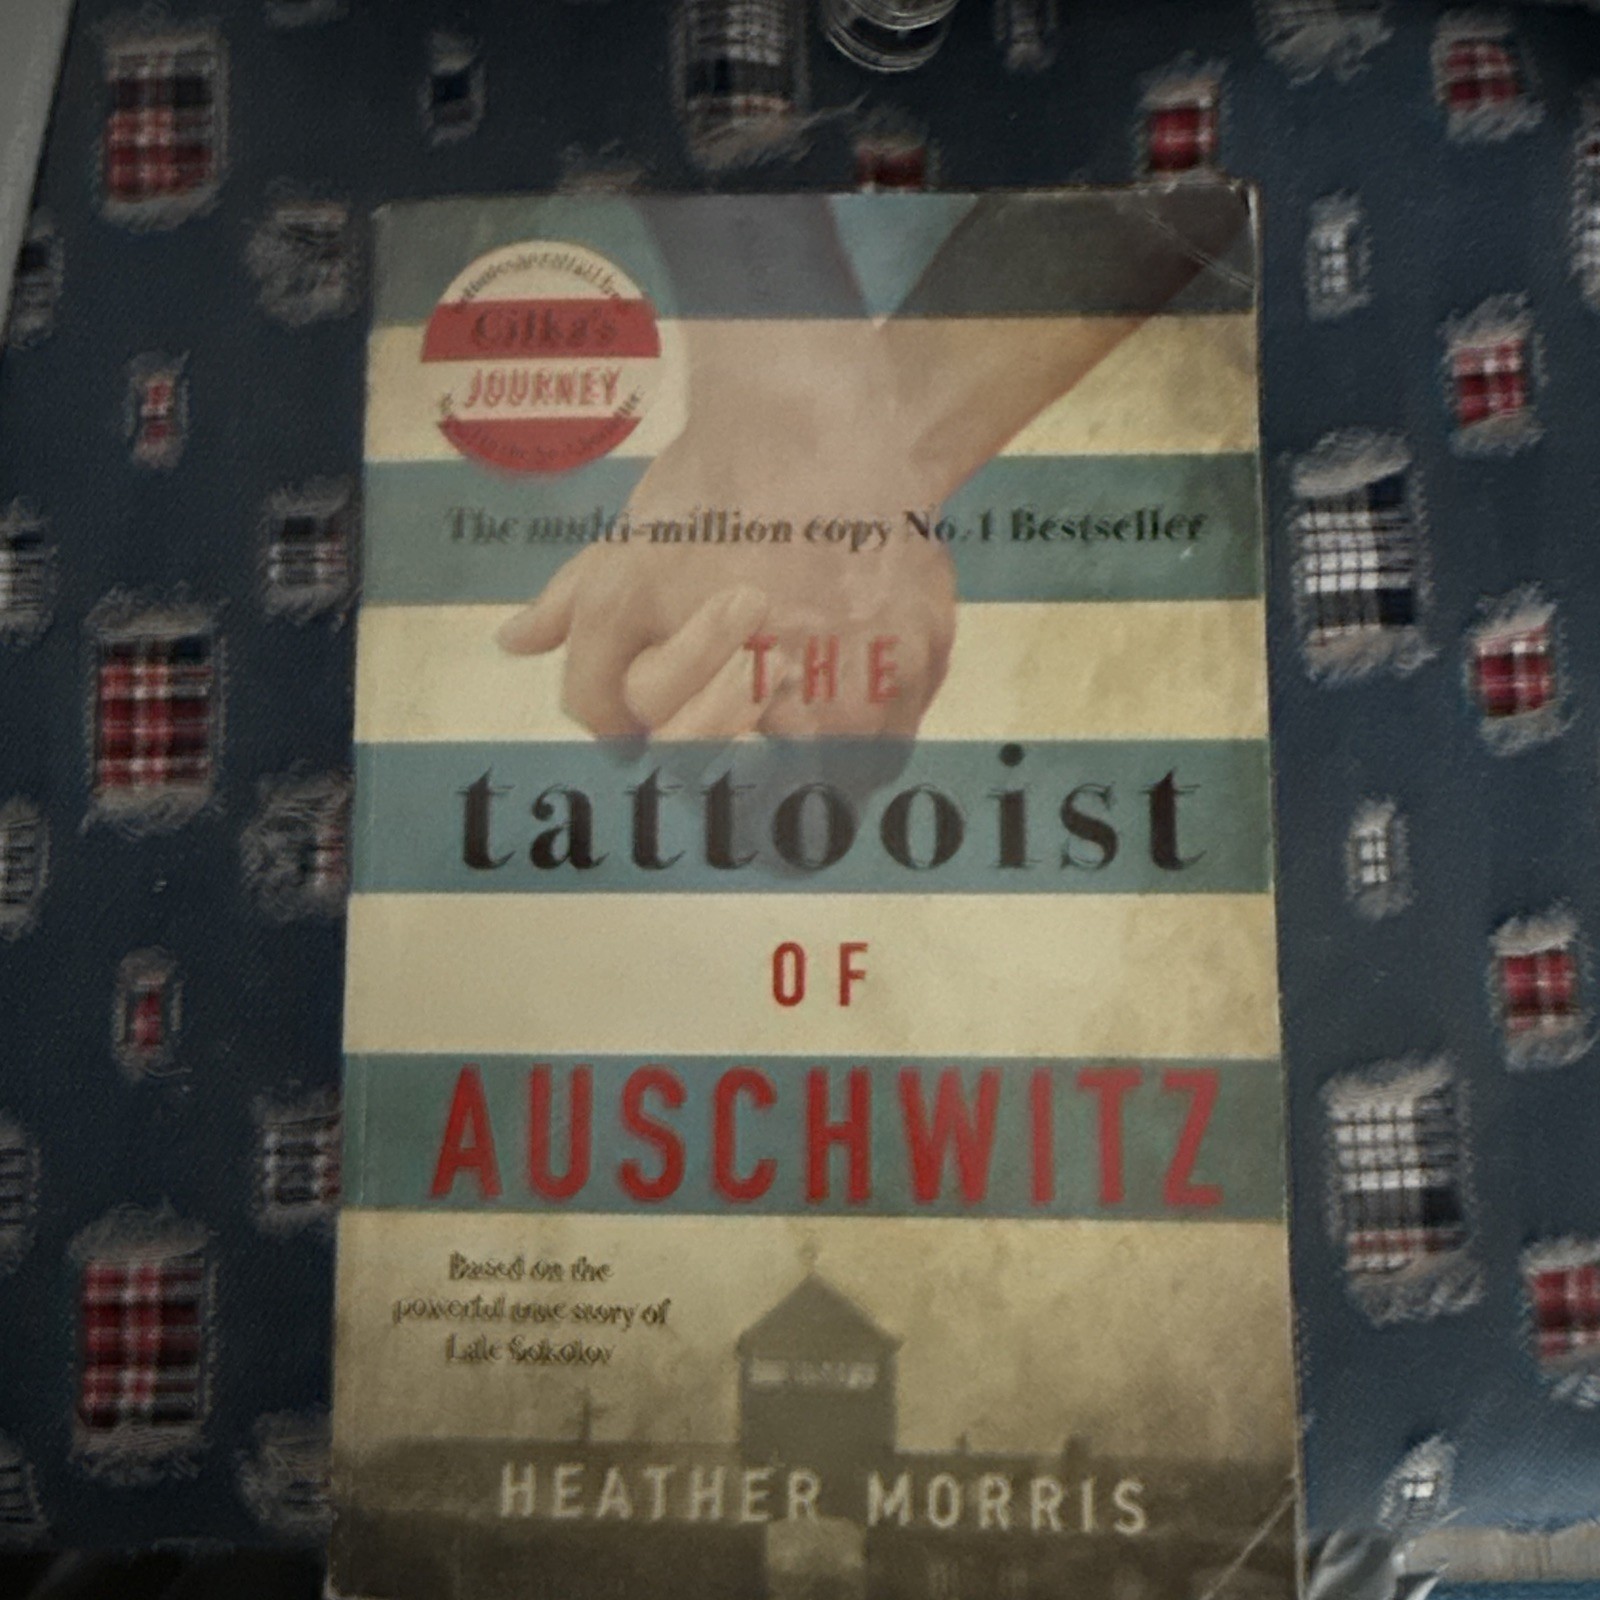 Cilka's
JOURNEY
The multi-million copy No.1 Bestseller
THE
tattooist
OF
AUSCHWITZ
Based on the
powerful true story of
Lale Sokolov
HEATHER MORRIS